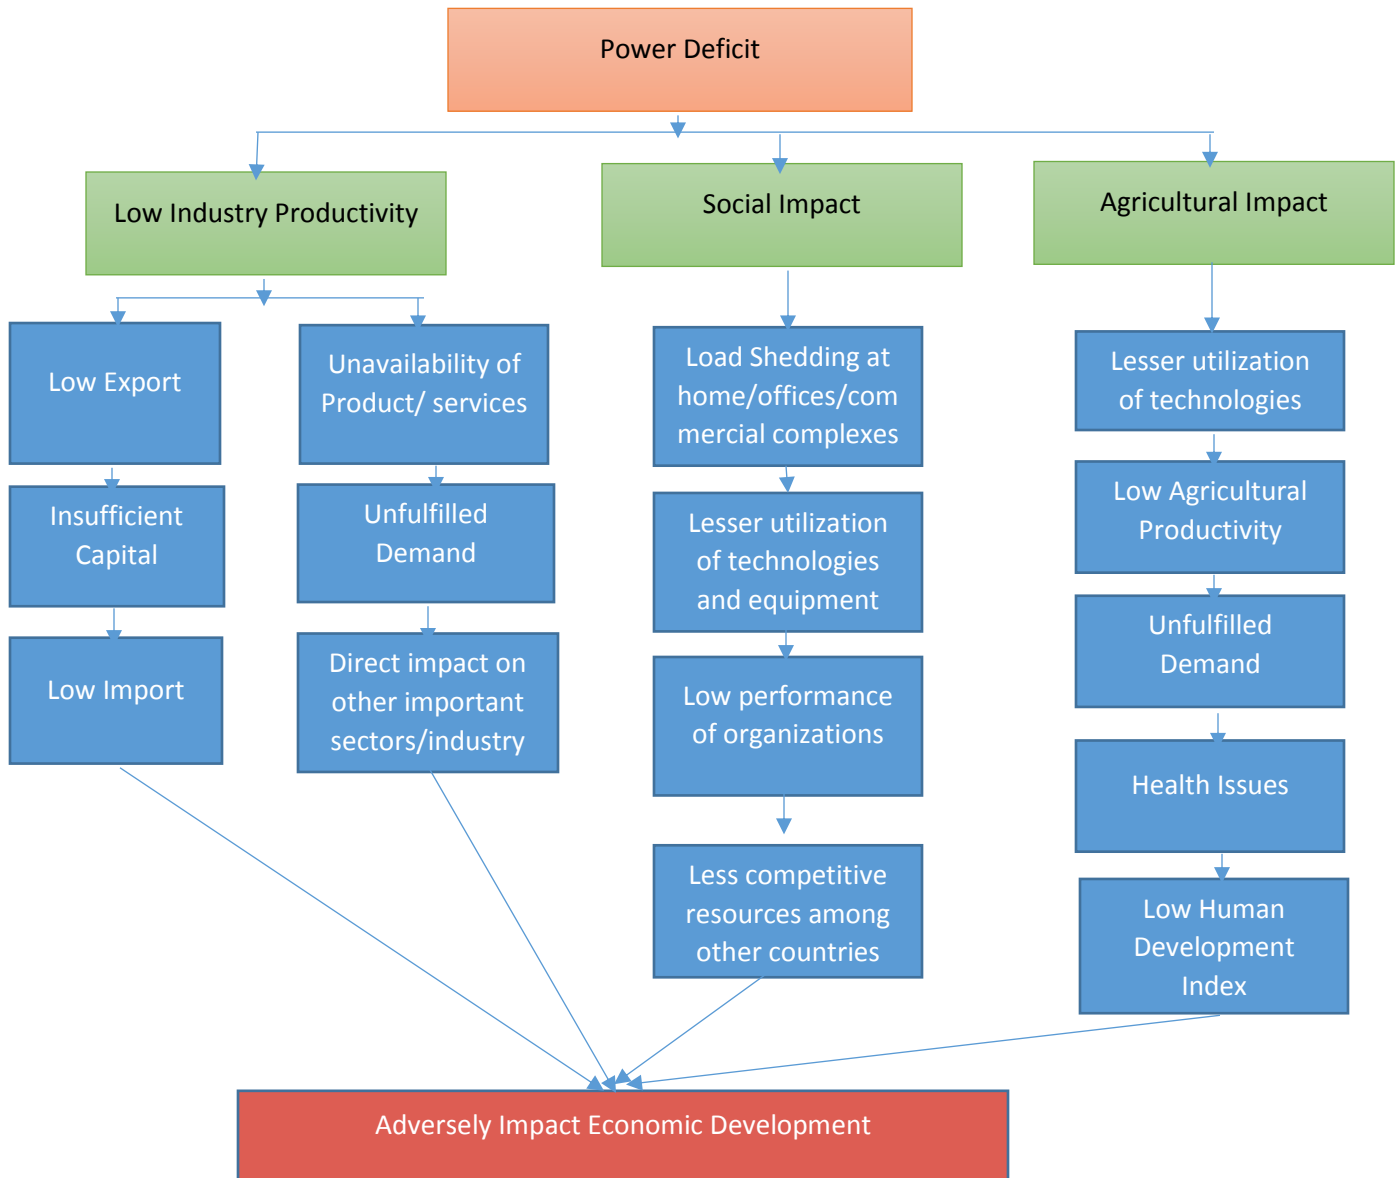 Power Deficit
Low Industry Productivity
Social Impact
Agricultural Impact
Low Export
Unavailability of
Product/ services
Load Shedding at
home/offices/com
mercial complexes
Lesser utilization
of technologies
Insufficient
Capital
Unfulfilled
Demand
Lesser utilization
of technologies
and equipment
Low Agricultural
Productivity
Low Import
Direct impact on
other important
sectors/industry
Low performance
of organizations
Unfulfilled
Demand
Health Issues
Less competitive
resources among
other countries
Low Human
Development
Index
Adversely Impact Economic Development